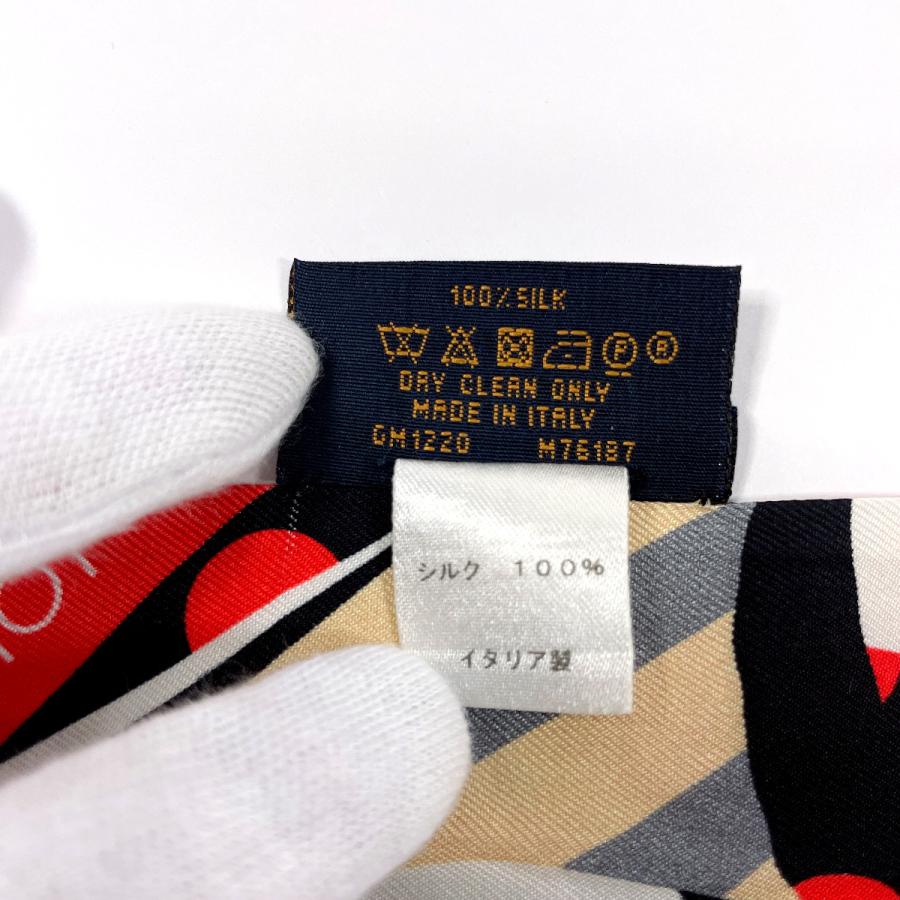 100% SILK
P R
DRY CLEAN ONLY
MADE IN ITALY
GM1220 M76187
シルク 100%
イタリア製